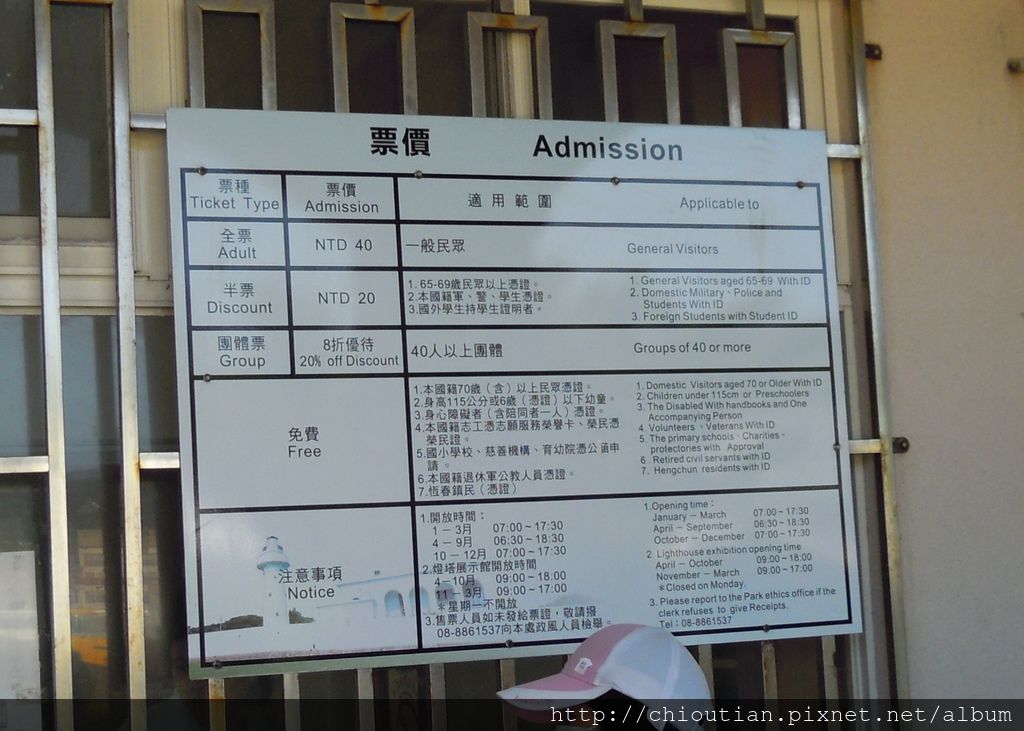 票價 Admission
票種 票價 適用範圍 Applicable to
Ticket Type Admission
全票 NTD 40 一般民眾 General Visitors
Adult
半票 NTD 20
Discount
1. 65-69歲民眾以上憑證。
2.本國籍軍、警、學生憑證。
3.國外學生持學生證明者。
1. General Visitors aged 65-69 With ID
2. Domestic Military、Police and
Students With ID
3. Foreign Students with Student ID
團體票 8折優待 40人以上團體 Groups of 40 or more
Group 20% off Discount
免費
Free
1.本國籍70歲（含）以上民眾憑證。
2.身高115公分或6歲（憑證）以下幼童。
3.身心障礙者（含陪同者一人）憑證。
4.本國籍志工憑志願服務榮譽卡、榮民憑
榮民證。
5.國小學校、慈善機構、育幼院憑公函申
請。
6.本國籍退休軍公教人員憑證。
7.恆春鎮民（憑證）
1. Domestic Visitors aged 70 or Older With ID
2. Children under 115cm or Preschoolers
3. The Disabled With handbooks and One
Accompanying Person
4. Volunteers、Veterans With ID
5. The primary schools、Charities、
protectories with Approval
6. Retired civil servants with ID
7. Hengchun residents with ID
注意事項
Notice
1.開放時間：
1－3月 07:00~17:30
4－9月 06:30~18:30
10－12月 07:00~17:30
2.燈塔展示館開放時間
4－10月 09:00~18:00
11－3月 09:00~17:00
＊星期一不開放
3.售票人員如未發給票證，敬請撥
08-8861537向本處政風人員檢舉。
1.Opening time：
January－March 07:00~17:30
April－September 06:30~18:30
October－December 07:00~17:30
2. Lighthouse exhibition opening time
April－October 09:00~18:00
November－March 09:00~17:00
＊Closed on Monday.
3. Please report to the Park ethics office if the
clerk refuses to give Receipts.
Tel：08-8861537
http://chioutian.pixnet.net/album